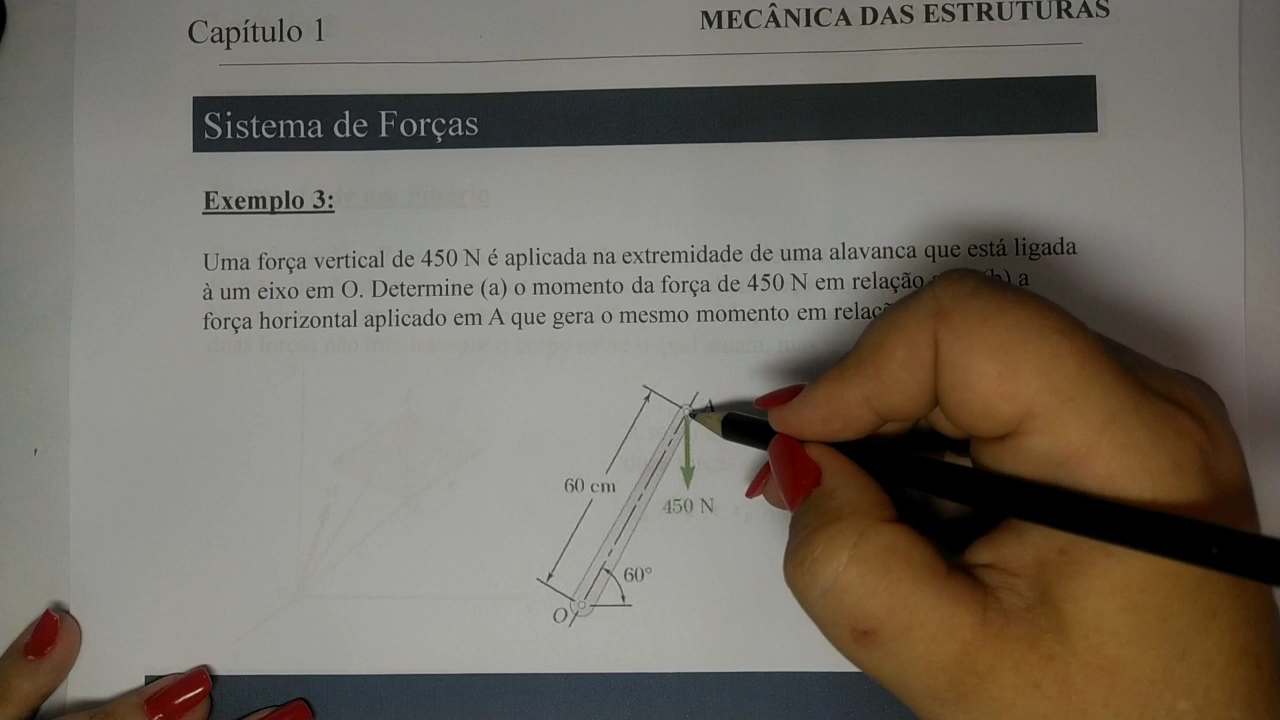 Capítulo 1
MECÂNICA DAS ESTRUTURAS
Sistema de Forças
Exemplo 3:
Uma força vertical de 450 N é aplicada na extremidade de uma alavanca que está ligada
à um eixo em O. Determine (a) o momento da força de 450 N em relação (b) a
força horizontal aplicado em A que gera o mesmo momento em
A
60 cm
450 N
60°
O